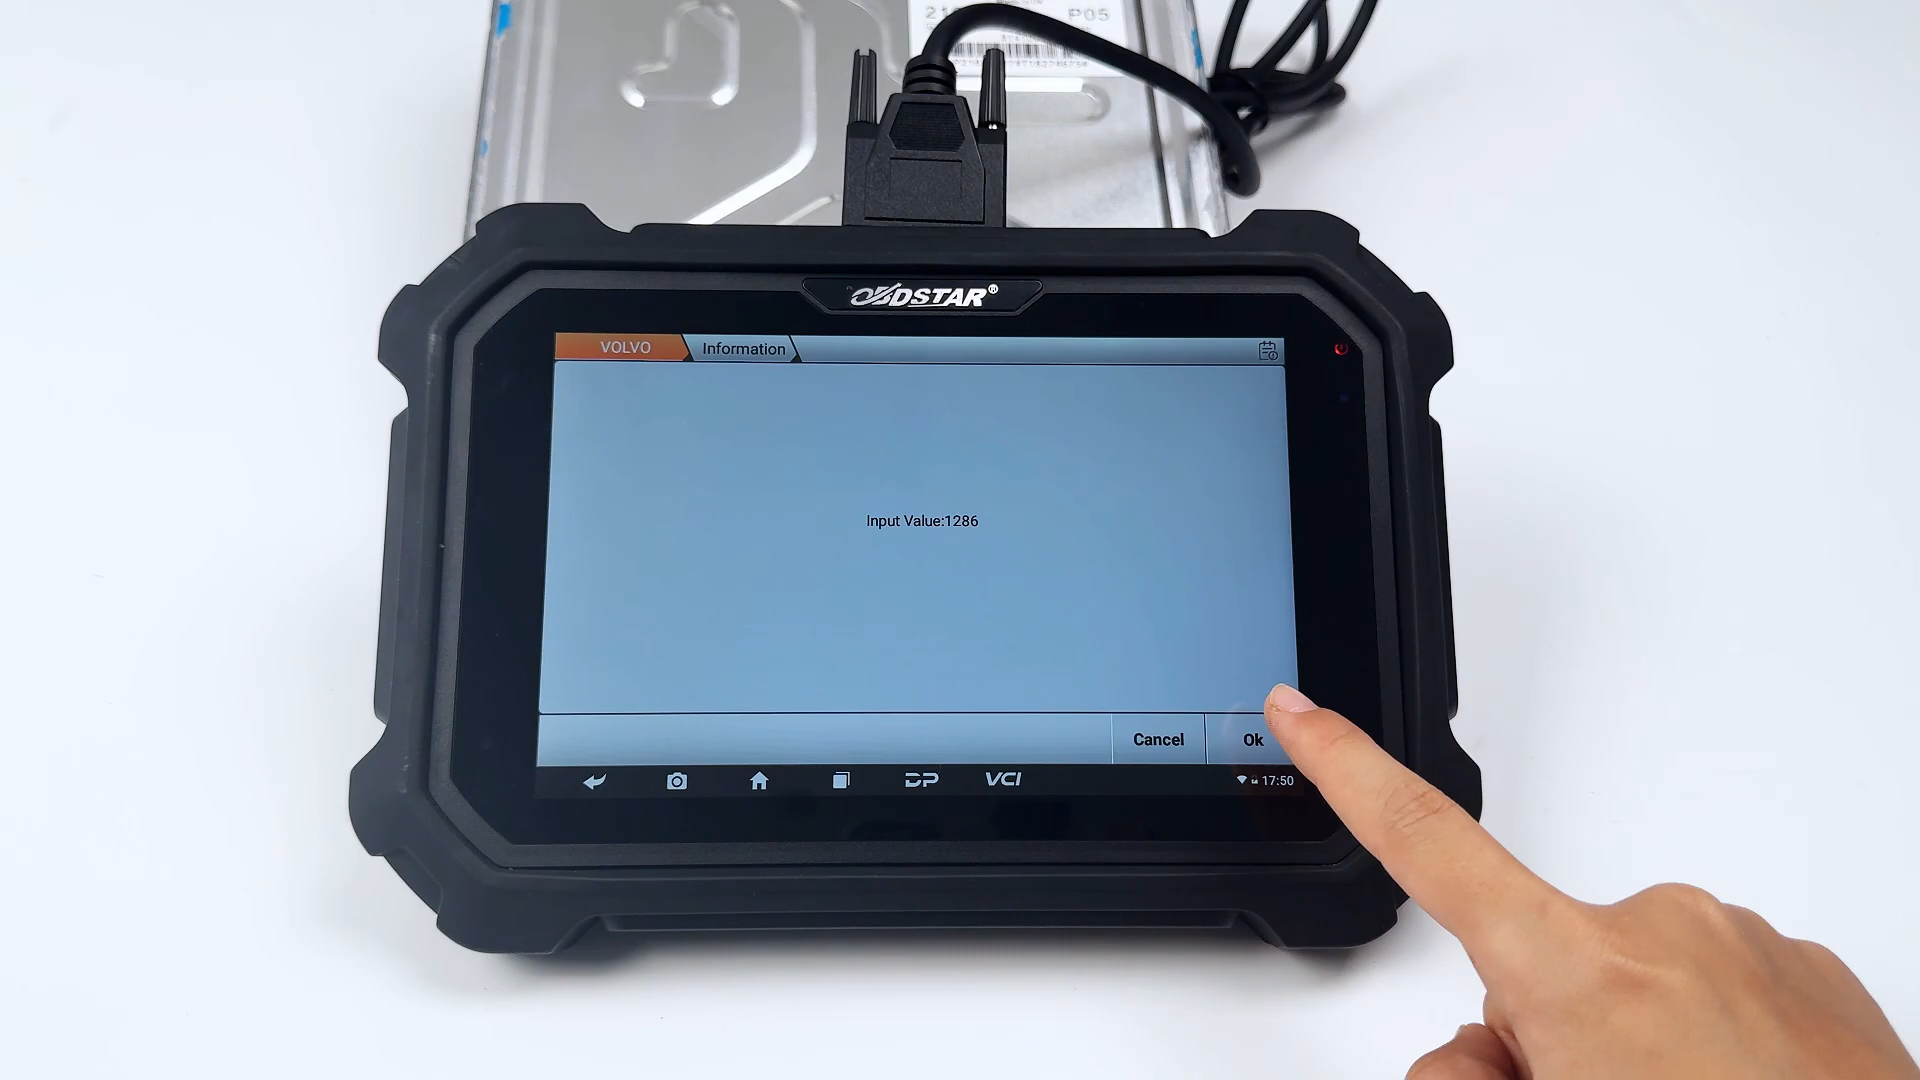 P05
OBDSTAR®
VOLVO
Information
Input Value:1286
Cancel
Ok
DP
VCI
17:50